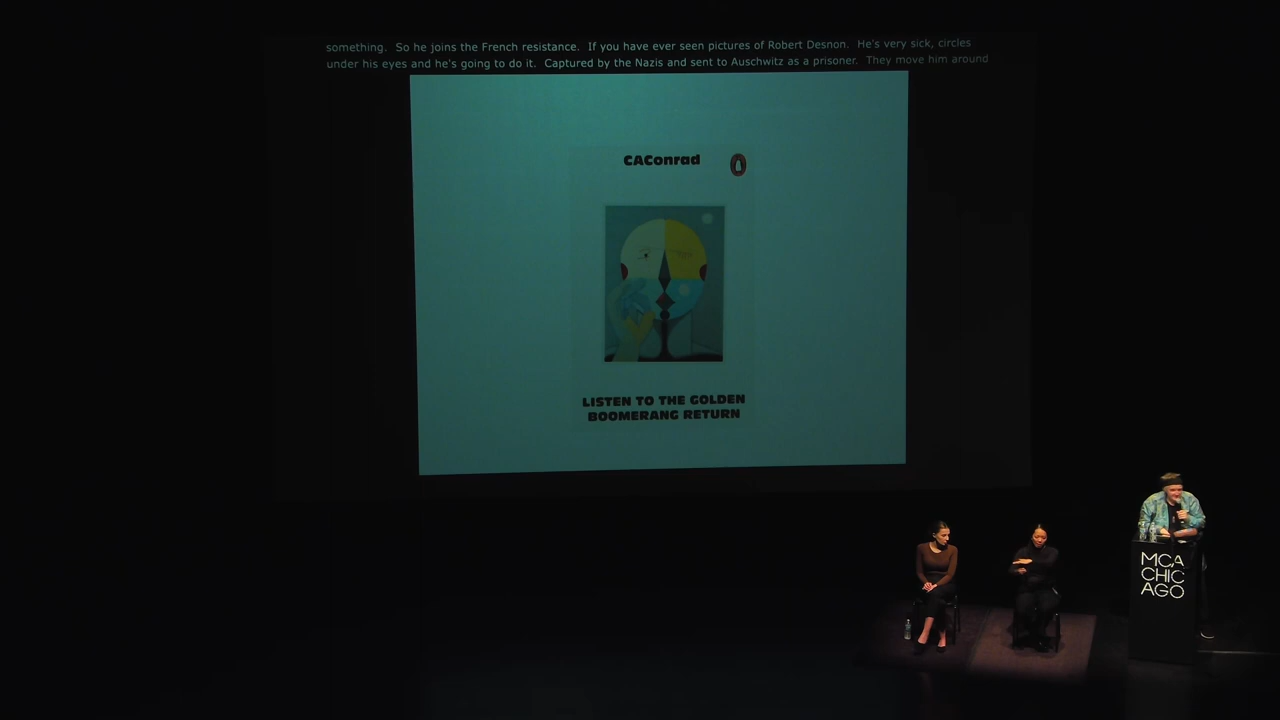 something. So he joins the French resistance. If you have ever seen pictures of Robert Desnon. He's very sick, circles
under his eyes and he's going to do it. Captured by the Nazis and sent to Auschwitz as a prisoner. They move him around
CAConrad
LISTEN TO THE GOLDEN
BOOMERANG RETURN
MCA
CHIC
AGO